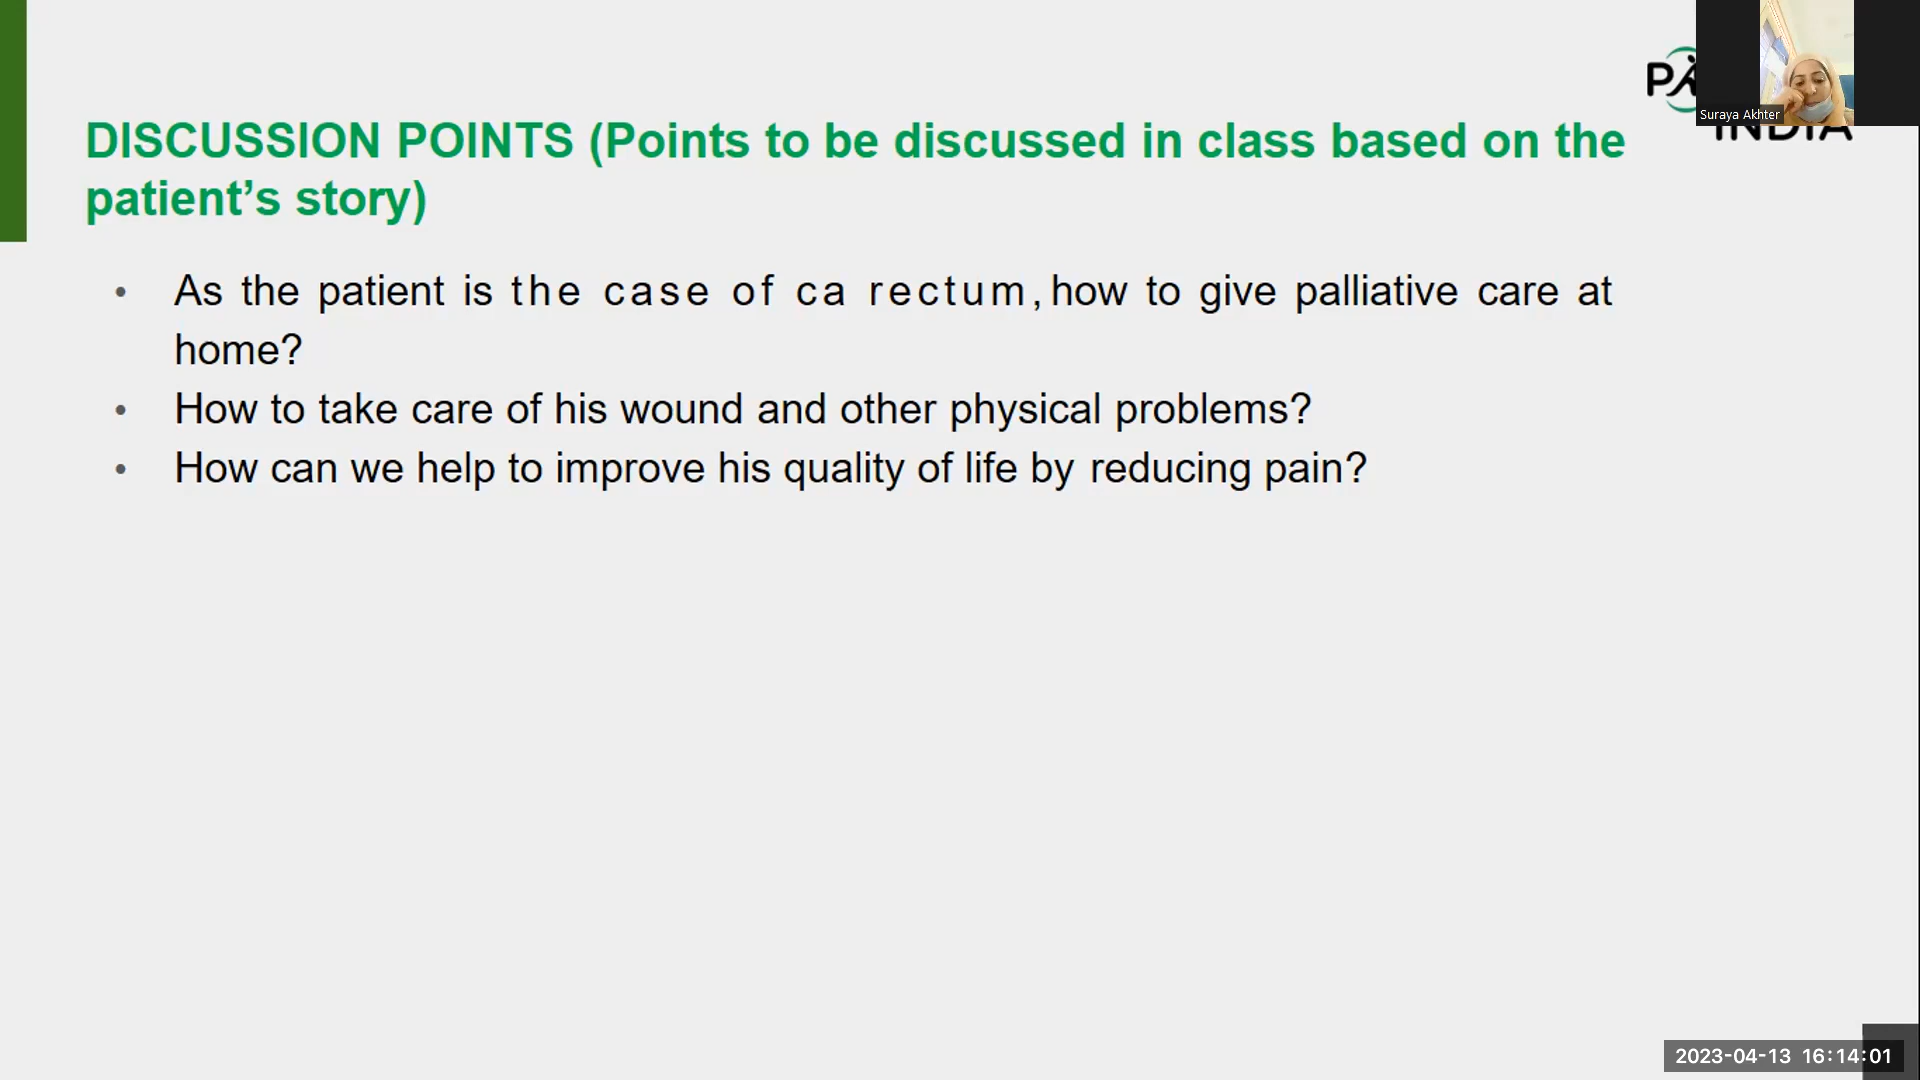 DISCUSSION POINTS (Points to be discussed in class based on the
patient’s story)
• As the patient is the case of ca rectum, how to give palliative care at
home?
• How to take care of his wound and other physical problems?
• How can we help to improve his quality of life by reducing pain?
INDIA
Suraya Akhter
2023-04-13 16:14:01